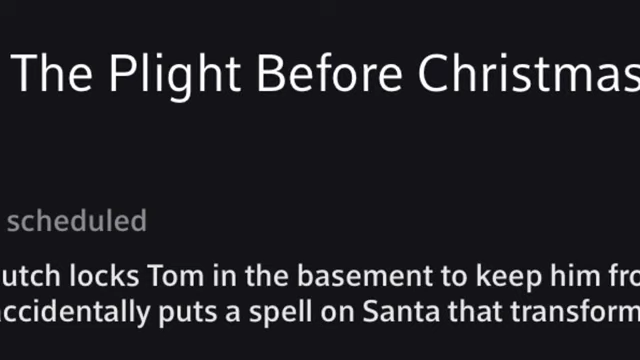 The Plight Before Christmas
scheduled
utch locks Tom in the basement to keep him fro
accidentally puts a spell on Santa that transform